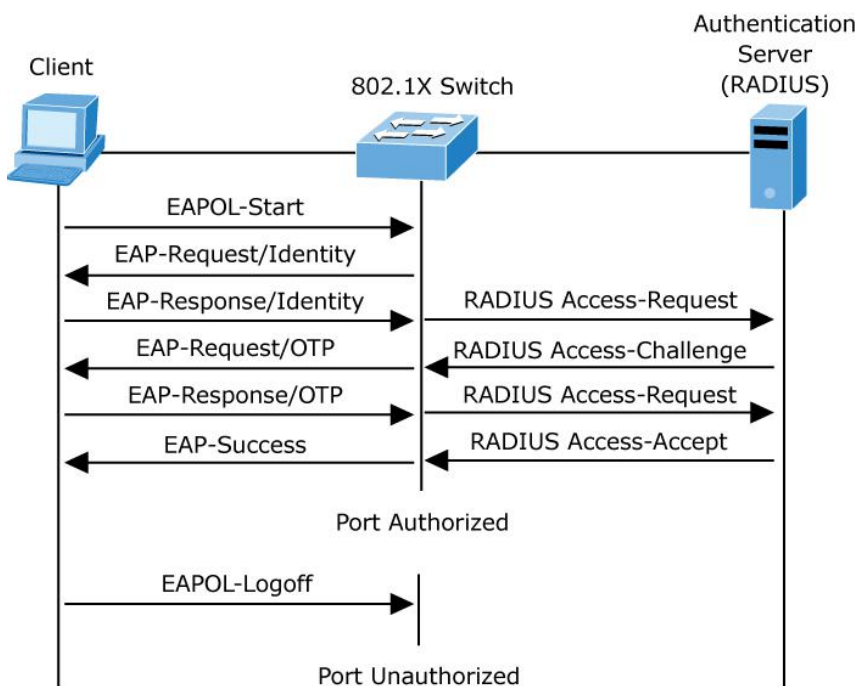 Authentication
Server
(RADIUS)
Client
802.1X Switch
EAPOL-Start
EAP-Request/Identity
EAP-Response/Identity
RADIUS Access-Request
EAP-Request/OTP
RADIUS Access-Challenge
EAP-Response/OTP
RADIUS Access-Request
EAP-Success
RADIUS Access-Accept
Port Authorized
EAPOL-Logoff
Port Unauthorized